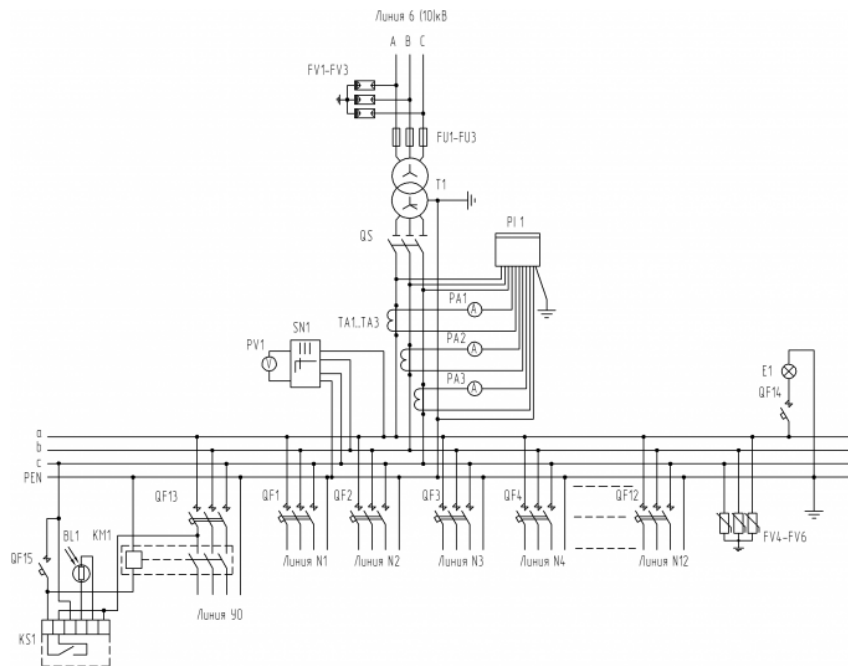 Линия 6 (10)кВ
A B C
FV1-FV3
FU1-FU3
T1
QS
PI 1
PA1
A
TA1...TA3
SN1
PA2
A
PV1
V
PA3
A
E1
QF14
a
b
c
PEN
QF13
QF1
QF2
QF3
QF4
QF12
BL1
KM1
QF15
FV4-FV6
Линия N1
Линия N2
Линия N3
Линия N4
Линия N12
Линия УО
KS1